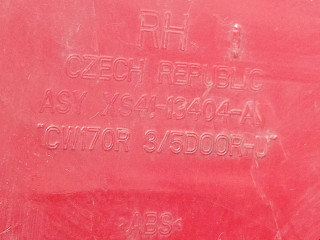 RH
CZECH REPUBLIC
ASY XS41-13404-A
"CW170R 3/5DOOR-J"
>ABS<